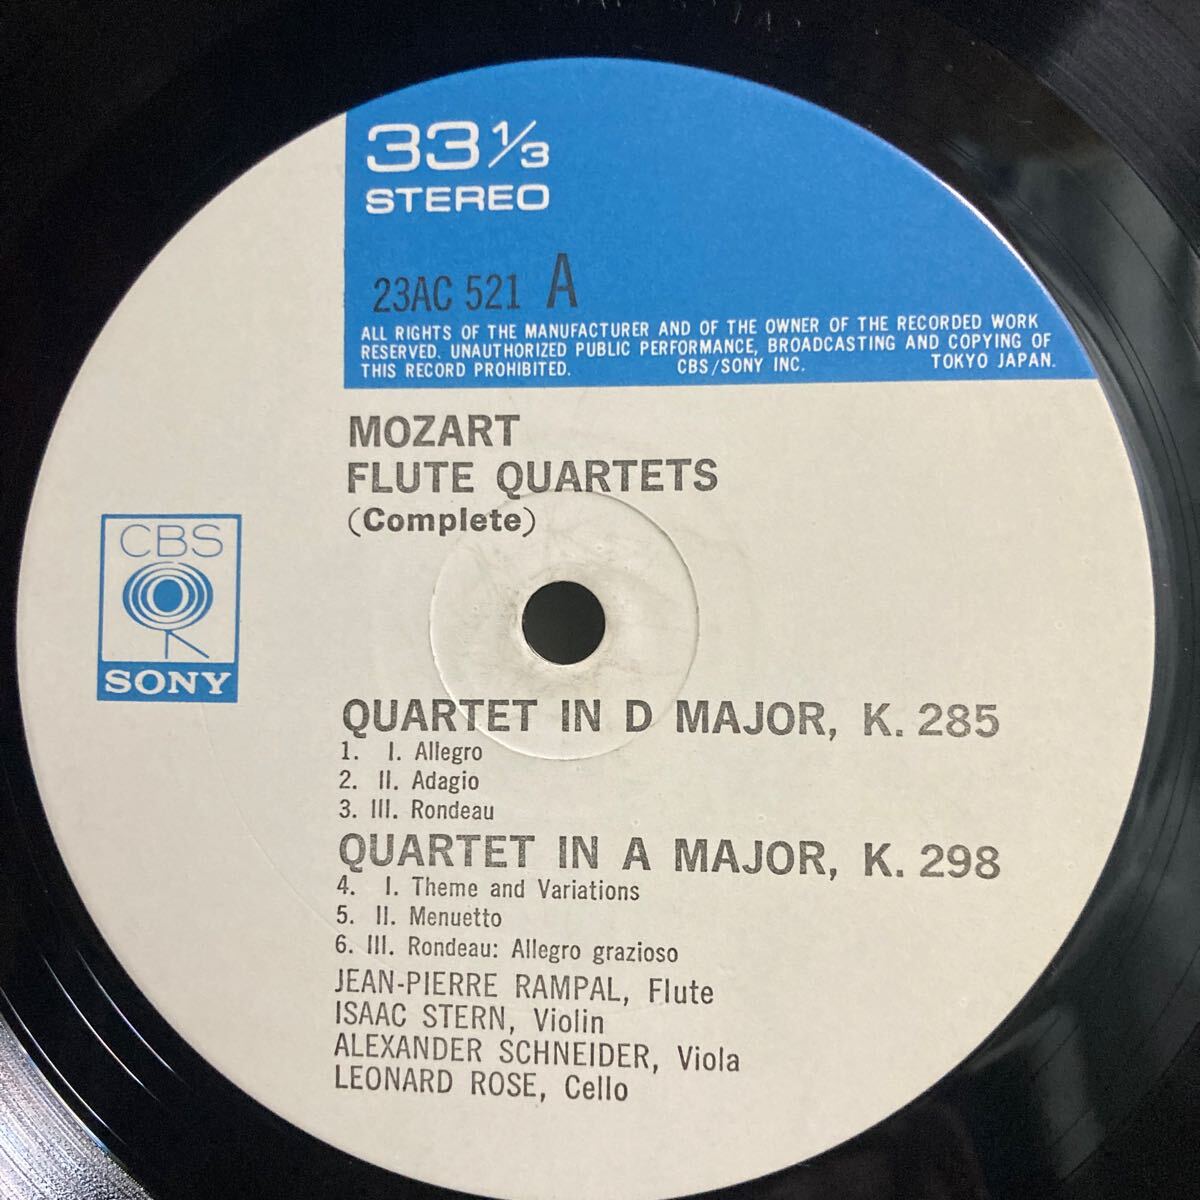 33 1/3
STEREO
23AC 521 A
ALL RIGHTS OF THE MANUFACTURER AND OF THE OWNER OF THE RECORDED WORK
RESERVED. UNAUTHORIZED PUBLIC PERFORMANCE, BROADCASTING AND COPYING OF
THIS RECORD PROHIBITED. CBS/SONY INC. TOKYO JAPAN.
MOZART
FLUTE QUARTETS
(Complete)
CBS
SONY
QUARTET IN D MAJOR, K. 285
1. I. Allegro
2. II. Adagio
3. III. Rondeau
QUARTET IN A MAJOR, K. 298
4. I. Theme and Variations
5. II. Menuetto
6. III. Rondeau: Allegro grazioso
JEAN-PIERRE RAMPAL, Flute
ISAAC STERN, Violin
ALEXANDER SCHNEIDER, Viola
LEONARD ROSE, Cello